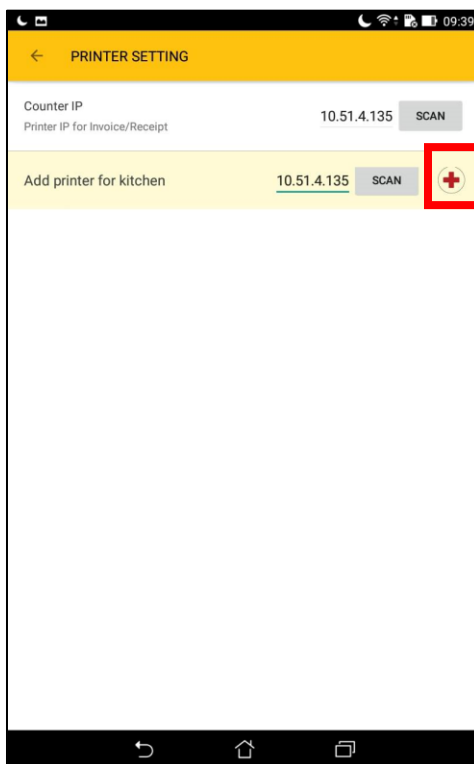 09:39
PRINTER SETTING
Counter IP
Printer IP for Invoice/Receipt
10.51.4.135
SCAN
Add printer for kitchen
10.51.4.135
SCAN